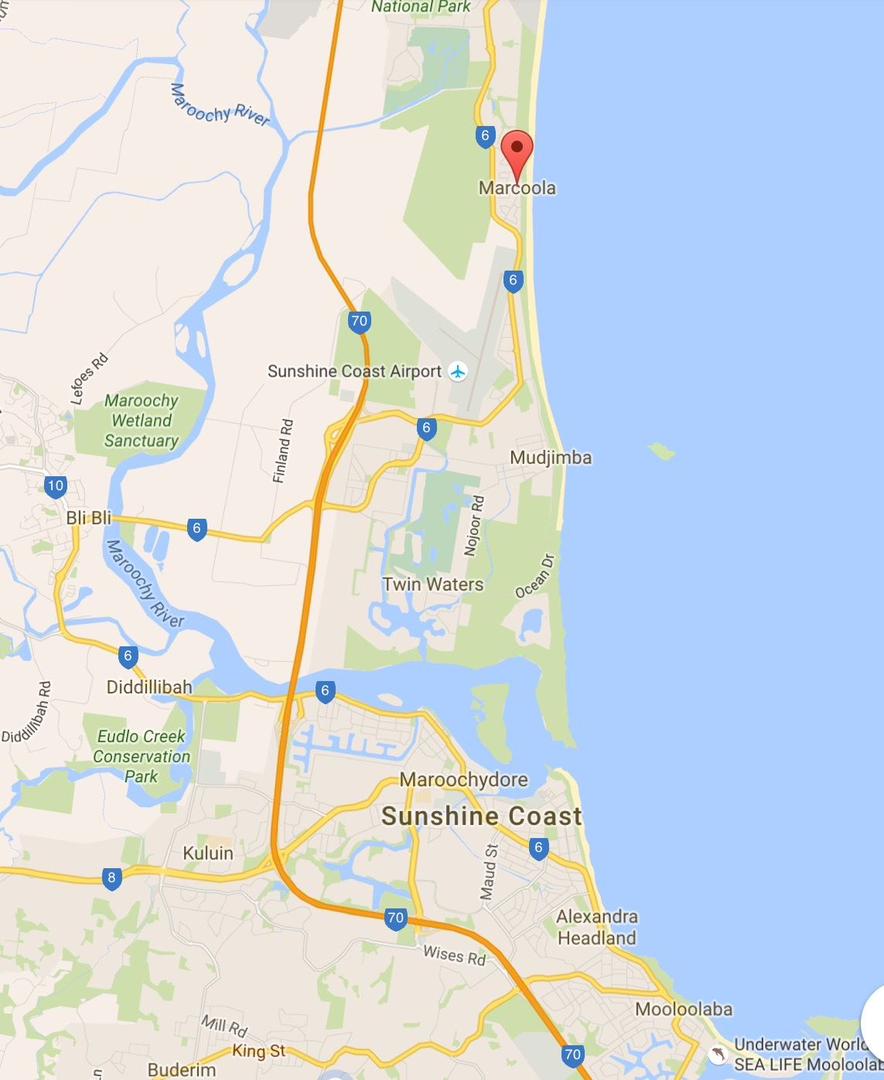 National Park
Maroochy River
6
Marcoola
6
70
Lefoes Rd
Sunshine Coast Airport
Maroochy
Wetland
Sanctuary
Finland Rd
6
Mudjimba
10
Bli Bli
6
Nojoor Rd
Maroochy River
Twin Waters
Ocean Dr
6
Diddillibah
6
Diddillibah Rd
Eudlo Creek
Conservation
Park
Maroochydore
Sunshine Coast
Kuluin
6
8
Maud St
70
Alexandra
Headland
Wises Rd
Mooloolaba
Mill Rd
King St
70
Underwater World
SEA LIFE Mooloolab
Buderim